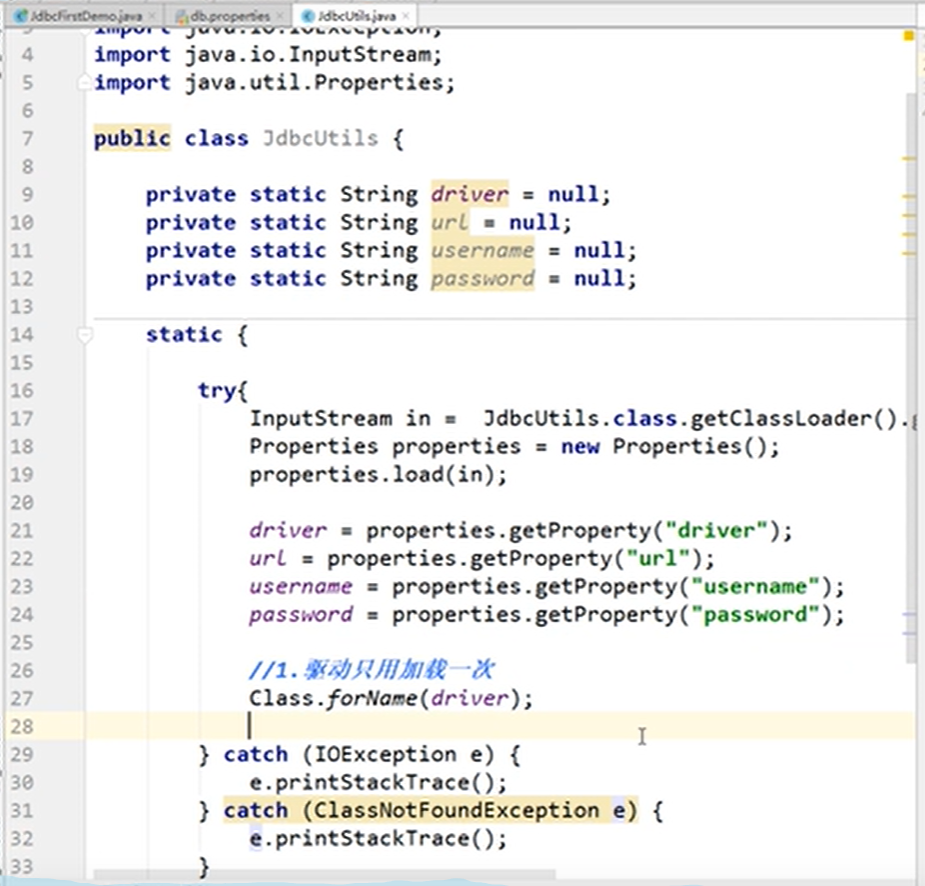 JdbcFirstDemo.java × db.properties × JdbcUtils.java ×
3 import java.io.IOException;
4 import java.io.InputStream;
5 import java.util.Properties;
6
7 public class JdbcUtils {
8
9 private static String driver = null;
10 private static String url = null;
11 private static String username = null;
12 private static String password = null;
13
14 static {
15
16 try{
17 InputStream in = JdbcUtils.class.getClassLoader().
18 Properties properties = new Properties();
19 properties.load(in);
20
21 driver = properties.getProperty("driver");
22 url = properties.getProperty("url");
23 username = properties.getProperty("username");
24 password = properties.getProperty("password");
25
26 //1.驱动只用加载一次
27 Class.forName(driver);
28
29 } catch (IOException e) {
30 e.printStackTrace();
31 } catch (ClassNotFoundException e) {
32 e.printStackTrace();
33 }